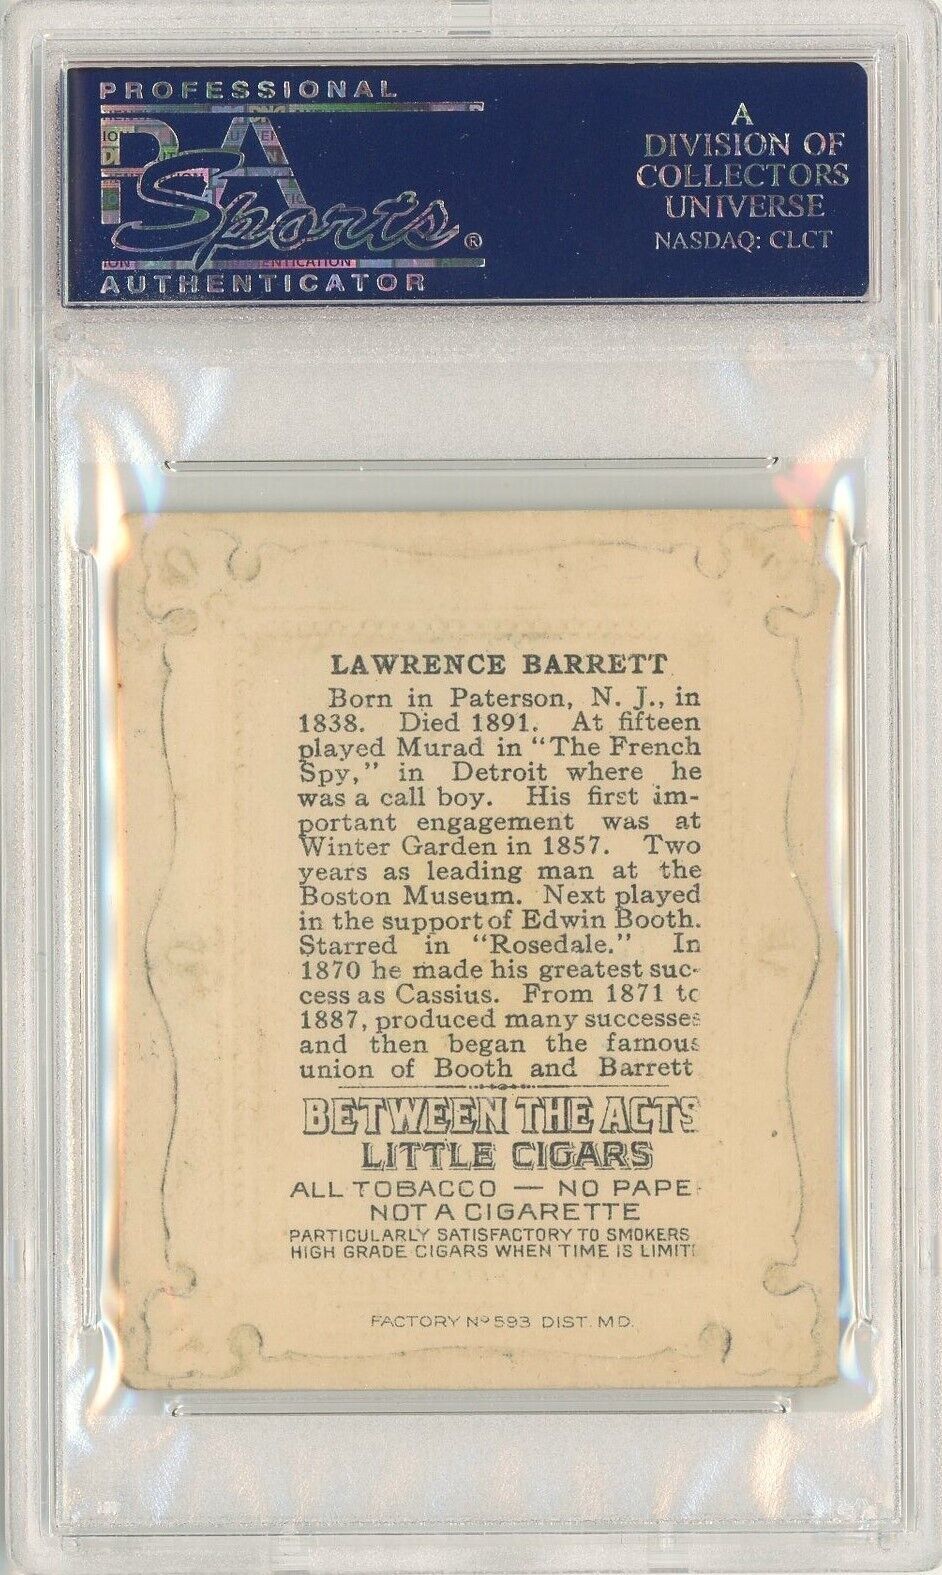 PROFESSIONAL
PSA
Sports®
AUTHENTICATOR
A
DIVISION OF
COLLECTORS
UNIVERSE
NASDAQ: CLCT
LAWRENCE BARRETT
Born in Paterson, N. J., in
1838. Died 1891. At fifteen
played Murad in "The French
Spy," in Detroit where he
was a call boy. His first im-
portant engagement was at
Winter Garden in 1857. Two
years as leading man at the
Boston Museum. Next played
in the support of Edwin Booth.
Starred in "Rosedale." In
1870 he made his greatest suc-
cess as Cassius. From 1871 to
1887, produced many successes
and then began the famous
union of Booth and Barrett
BETWEEN THE ACTS
LITTLE CIGARS
ALL TOBACCO — NO PAPE
NOT A CIGARETTE
PARTICULARLY SATISFACTORY TO SMOKERS
HIGH GRADE CIGARS WHEN TIME IS LIMIT
FACTORY Nº 593 DIST. MD.